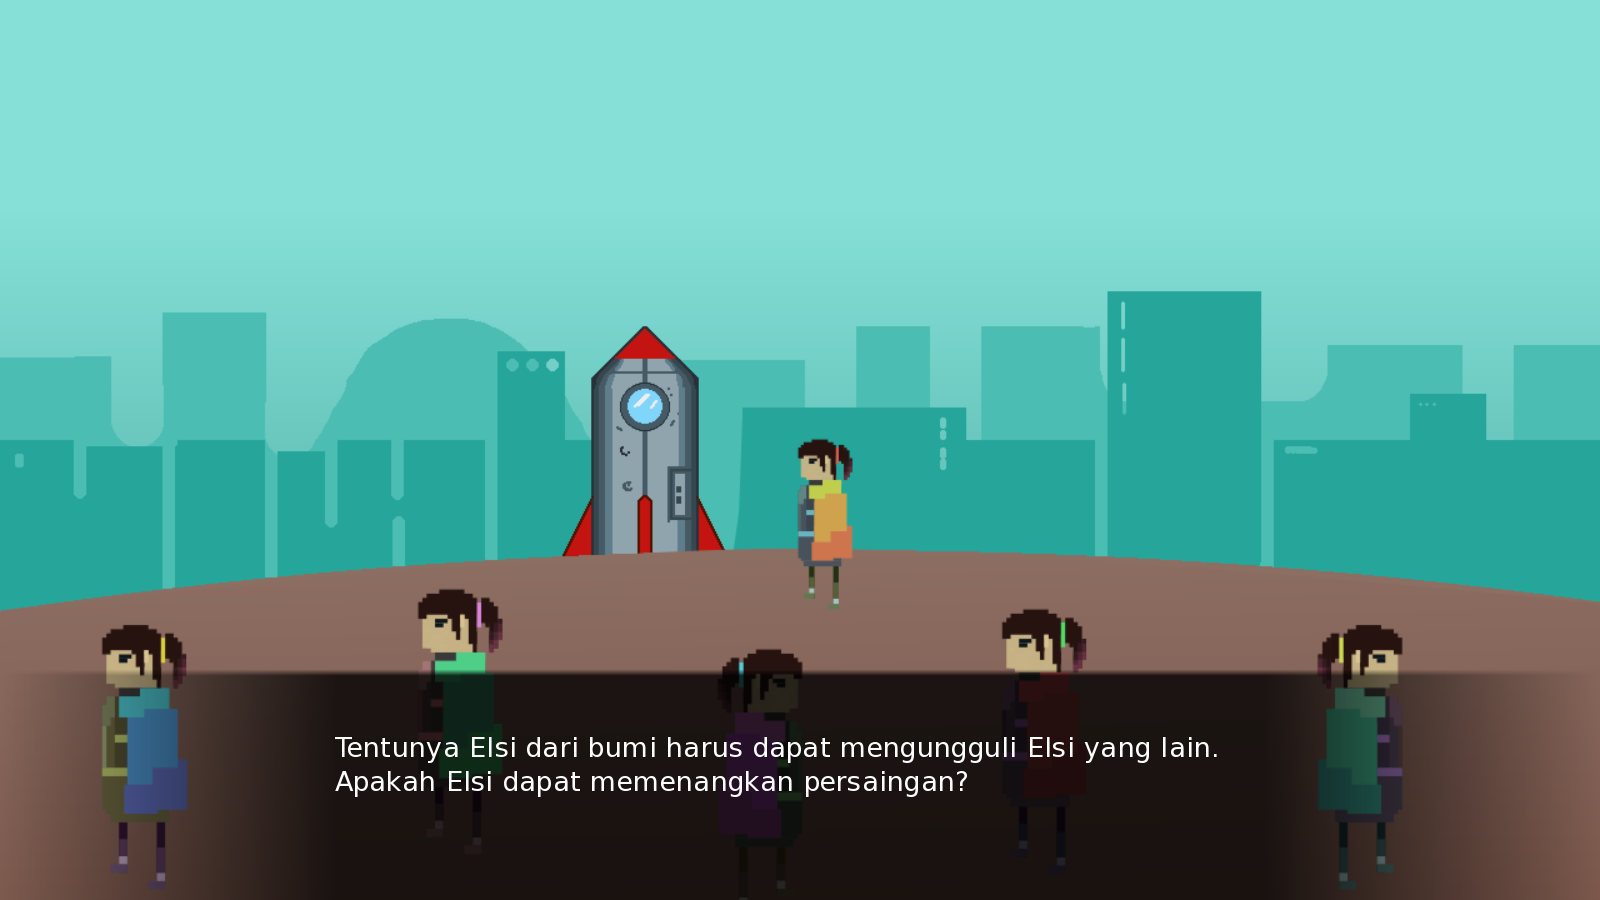 Tentunya Elsi dari bumi harus dapat mengungguli Elsi yang lain.
Apakah Elsi dapat memenangkan persaingan?